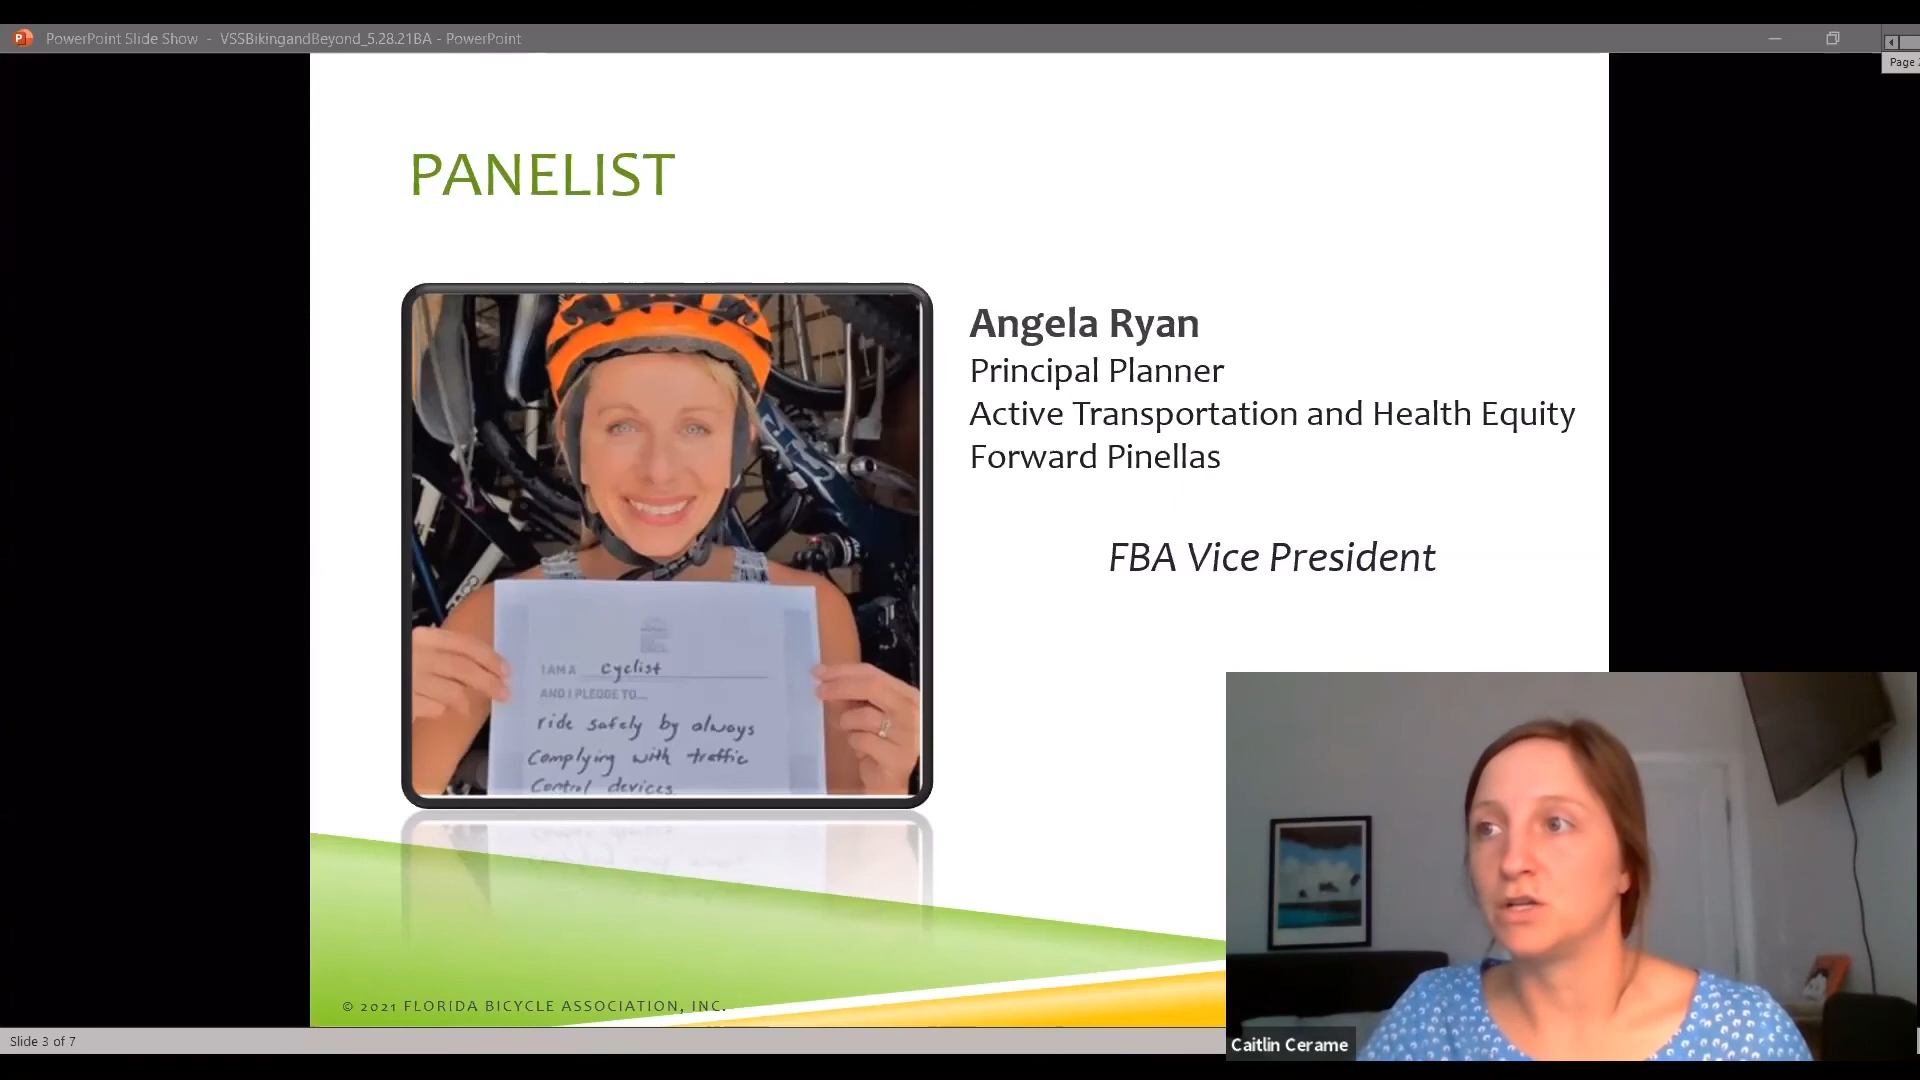 PowerPoint Slide Show - VSSBikingandBeyond_5.28.21BA - PowerPoint
Page 2
PANELIST
Angela Ryan
Principal Planner
Active Transportation and Health Equity
Forward Pinellas
FBA Vice President
I AM A cyclist
AND I PLEDGE TO...
ride safely by always
Complying with traffic
Control devices
© 2021 FLORIDA BICYCLE ASSOCIATION, INC.
Slide 3 of 7
Caitlin Cerame